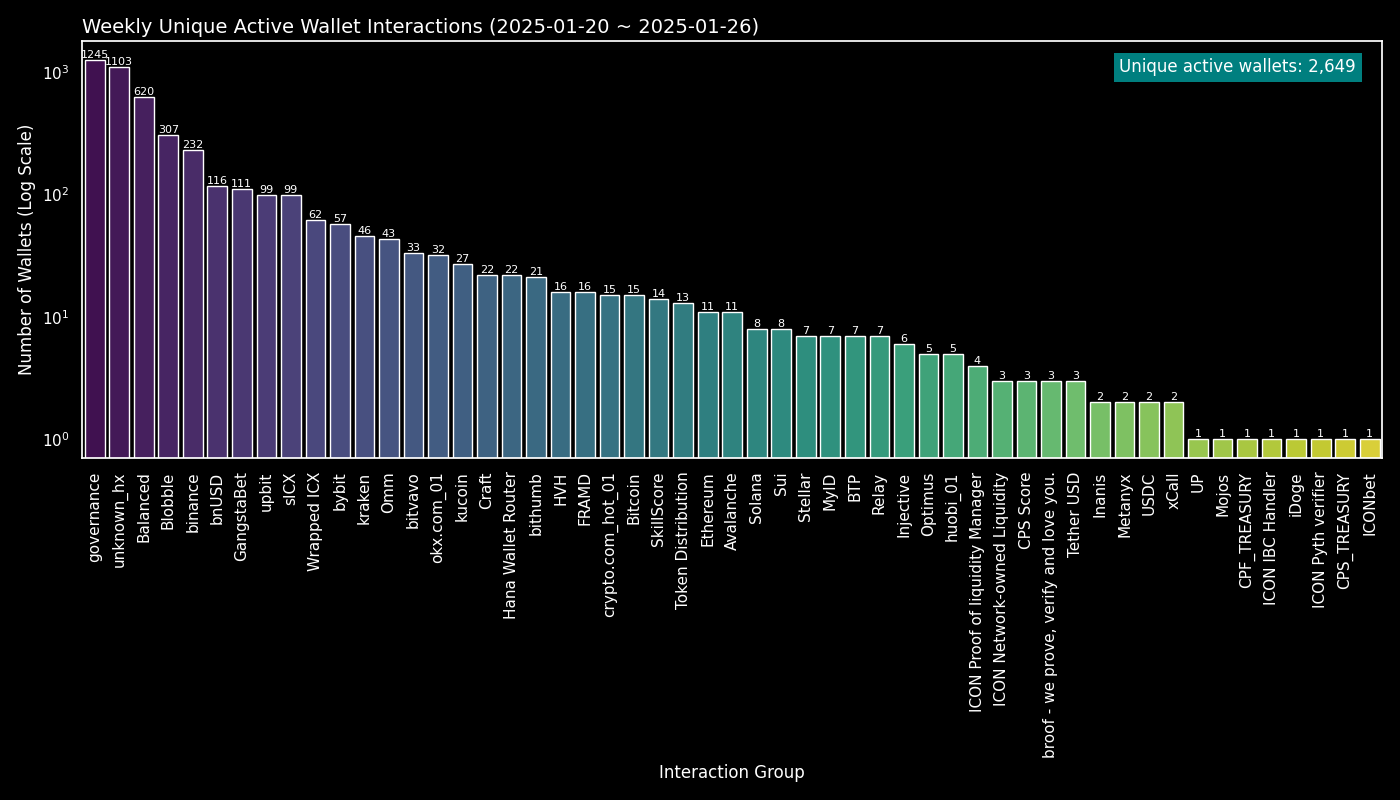 Weekly Unique Active Wallet Interactions (2025-01-20 ~ 2025-01-26)
Unique active wallets: 2,649
Number of Wallets (Log Scale)
10³
10²
10¹
10⁰
1245
1103
620
307
232
116
111
99
99
62
57
46
43
33
32
27
22
22
21
16
16
15
15
14
13
11
11
8
8
7
7
7
7
6
5
5
4
3
3
3
3
2
2
2
2
1
1
1
1
1
1
1
1
governance
unknown_hx
Balanced
Blobble
binance
bnUSD
GangstaBet
upbit
sICX
Wrapped ICX
bybit
kraken
Omm
bitvavo
okx.com_01
kucoin
Craft
Hana Wallet Router
bithumb
HVH
FRAMD
crypto.com_hot_01
Bitcoin
SkillScore
Token Distribution
Ethereum
Avalanche
Solana
Sui
Stellar
MyID
BTP
Relay
Injective
Optimus
huobi_01
ICON Proof of liquidity Manager
ICON Network-owned Liquidity
CPS Score
broof - we prove, verify and love you.
Tether USD
Inanis
Metanyx
USDC
xCall
UP
Mojos
CPF_TREASURY
ICON IBC Handler
iDoge
ICON Pyth verifier
CPS_TREASURY
ICONbet
Interaction Group